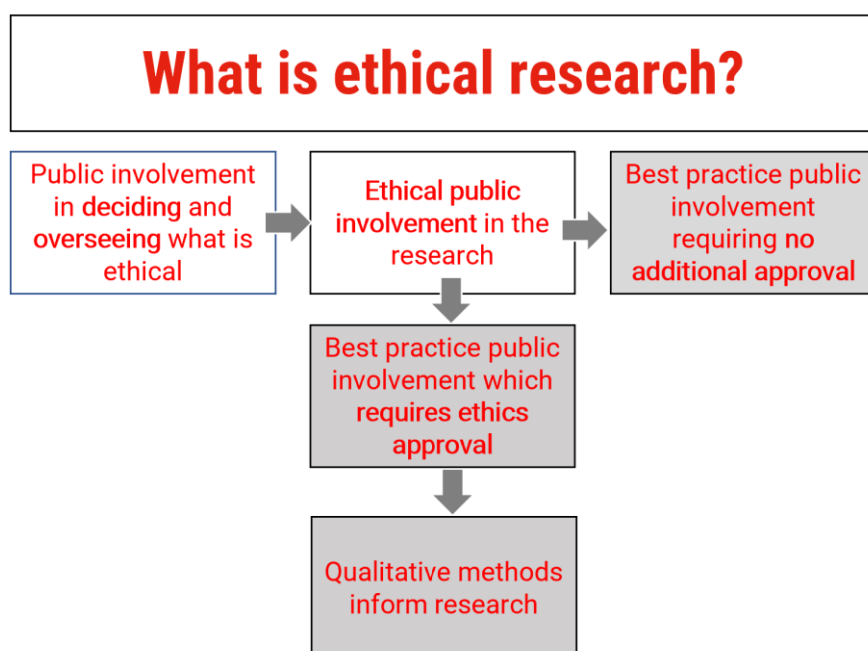 What is ethical research?
Public involvement
in deciding and
overseeing what is
ethical
Ethical public
involvement in the
research
Best practice public
involvement
requiring no
additional approval
Best practice public
involvement which
requires ethics
approval
Qualitative methods
inform research